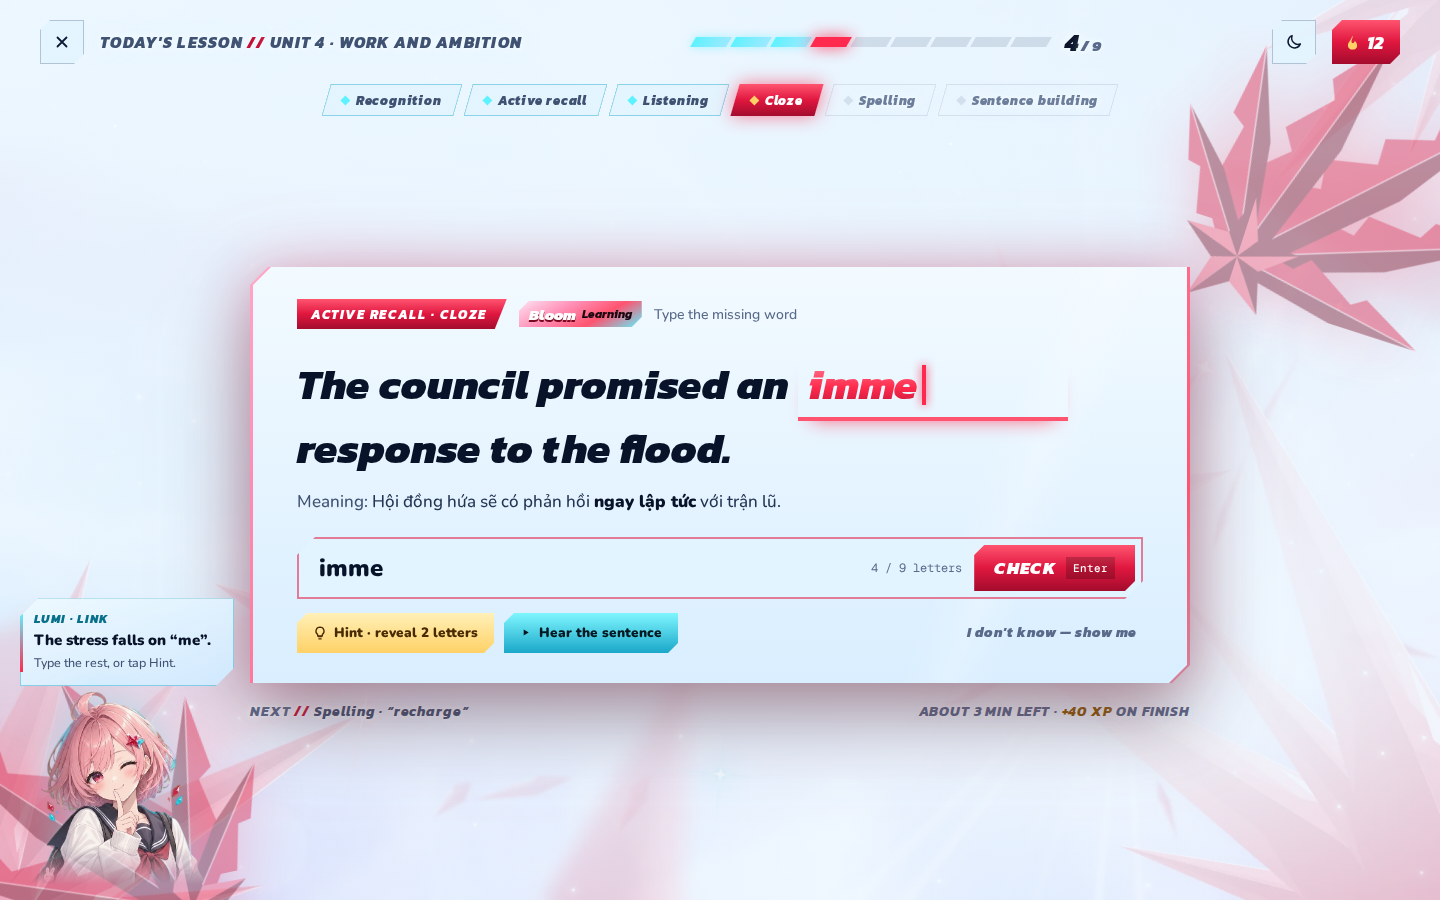 TODAY'S LESSON // UNIT 4 · WORK AND AMBITION
4 / 9
12
Recognition
Active recall
Listening
Cloze
Spelling
Sentence building
ACTIVE RECALL · CLOZE
Bloom Learning
Type the missing word
The council promised an imme
response to the flood.
Meaning: Hội đồng hứa sẽ có phản hồi ngay lập tức với trận lũ.
imme
4 / 9 letters
CHECK Enter
Hint · reveal 2 letters
Hear the sentence
I don't know — show me
LUMI · LINK
The stress falls on “me”.
Type the rest, or tap Hint.
NEXT // Spelling · “recharge”
ABOUT 3 MIN LEFT · +40 XP ON FINISH